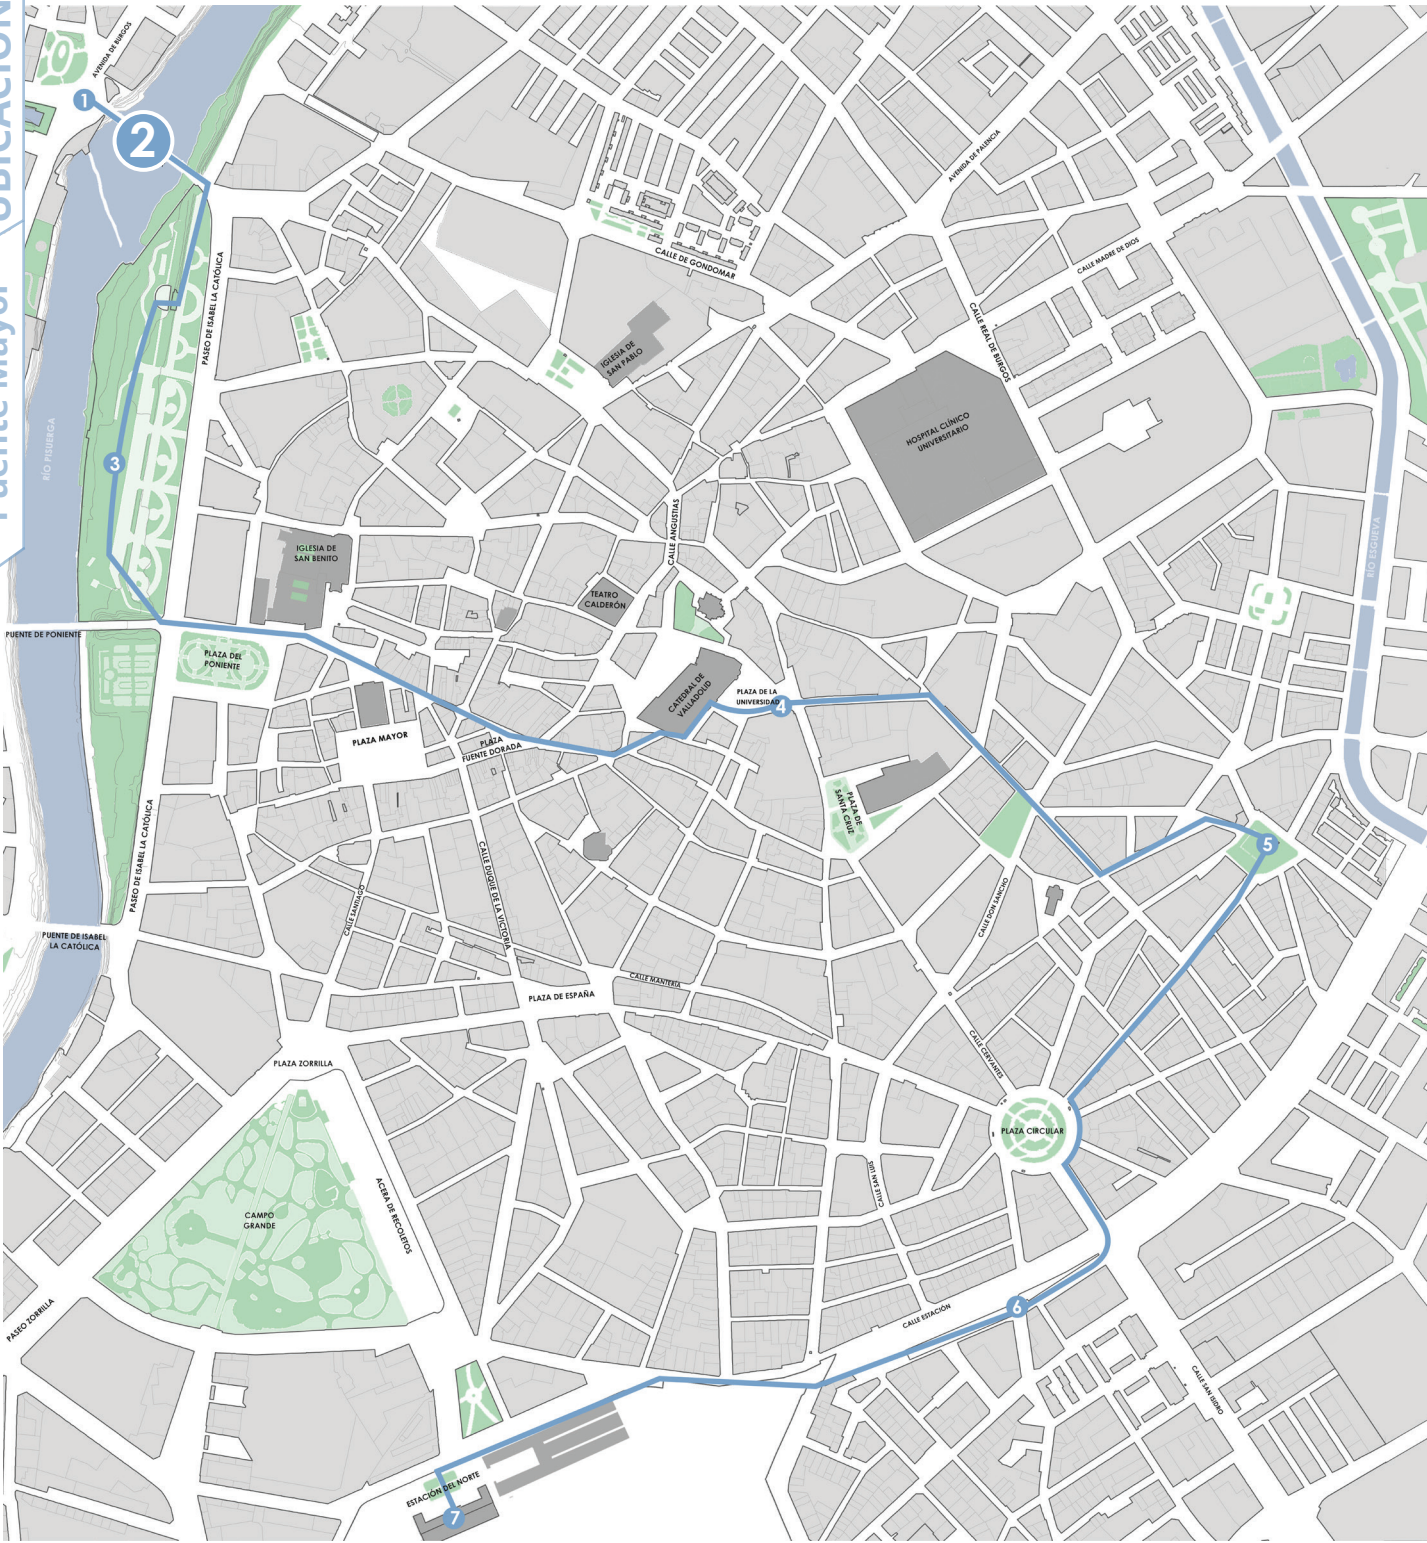 UBICACIÓN
Puente Mayor
AVENIDA DE BURGOS
1
2
AVENIDA DE PALENCIA
CALLE DE GONDOMAR
CALLE MADRE DE DIOS
PASEO DE ISABEL LA CATÓLICA
CALLE REAL DE BURGOS
IGLESIA DE
SAN PABLO
HOSPITAL CLÍNICO
UNIVERSITARIO
RÍO PISUERGA
3
CALLE ANGUSTIAS
RÍO ESGUEVA
IGLESIA DE
SAN BENITO
TEATRO
CALDERÓN
PUENTE DE PONIENTE
PLAZA DEL
PONIENTE
CATEDRAL DE
VALLADOLID
PLAZA DE LA
UNIVERSIDAD
4
PLAZA MAYOR
PLAZA
FUENTE DORADA
PLAZA DE
SANTA CRUZ
5
PASEO DE ISABEL LA CATÓLICA
CALLE SANTIAGO
CALLE DUQUE DE LA VICTORIA
CALLE DON SANCHO
PUENTE DE ISABEL
LA CATÓLICA
CALLE MANTERIA
PLAZA DE ESPAÑA
PLAZA ZORRILLA
CALLE CERVANTES
PLAZA CIRCULAR
CALLE SAN LUIS
ACERA DE RECOLETOS
CAMPO
GRANDE
PASEO ZORRILLA
CALLE ESTACIÓN
6
CALLE SAN ISIDRO
ESTACIÓN DEL NORTE
7